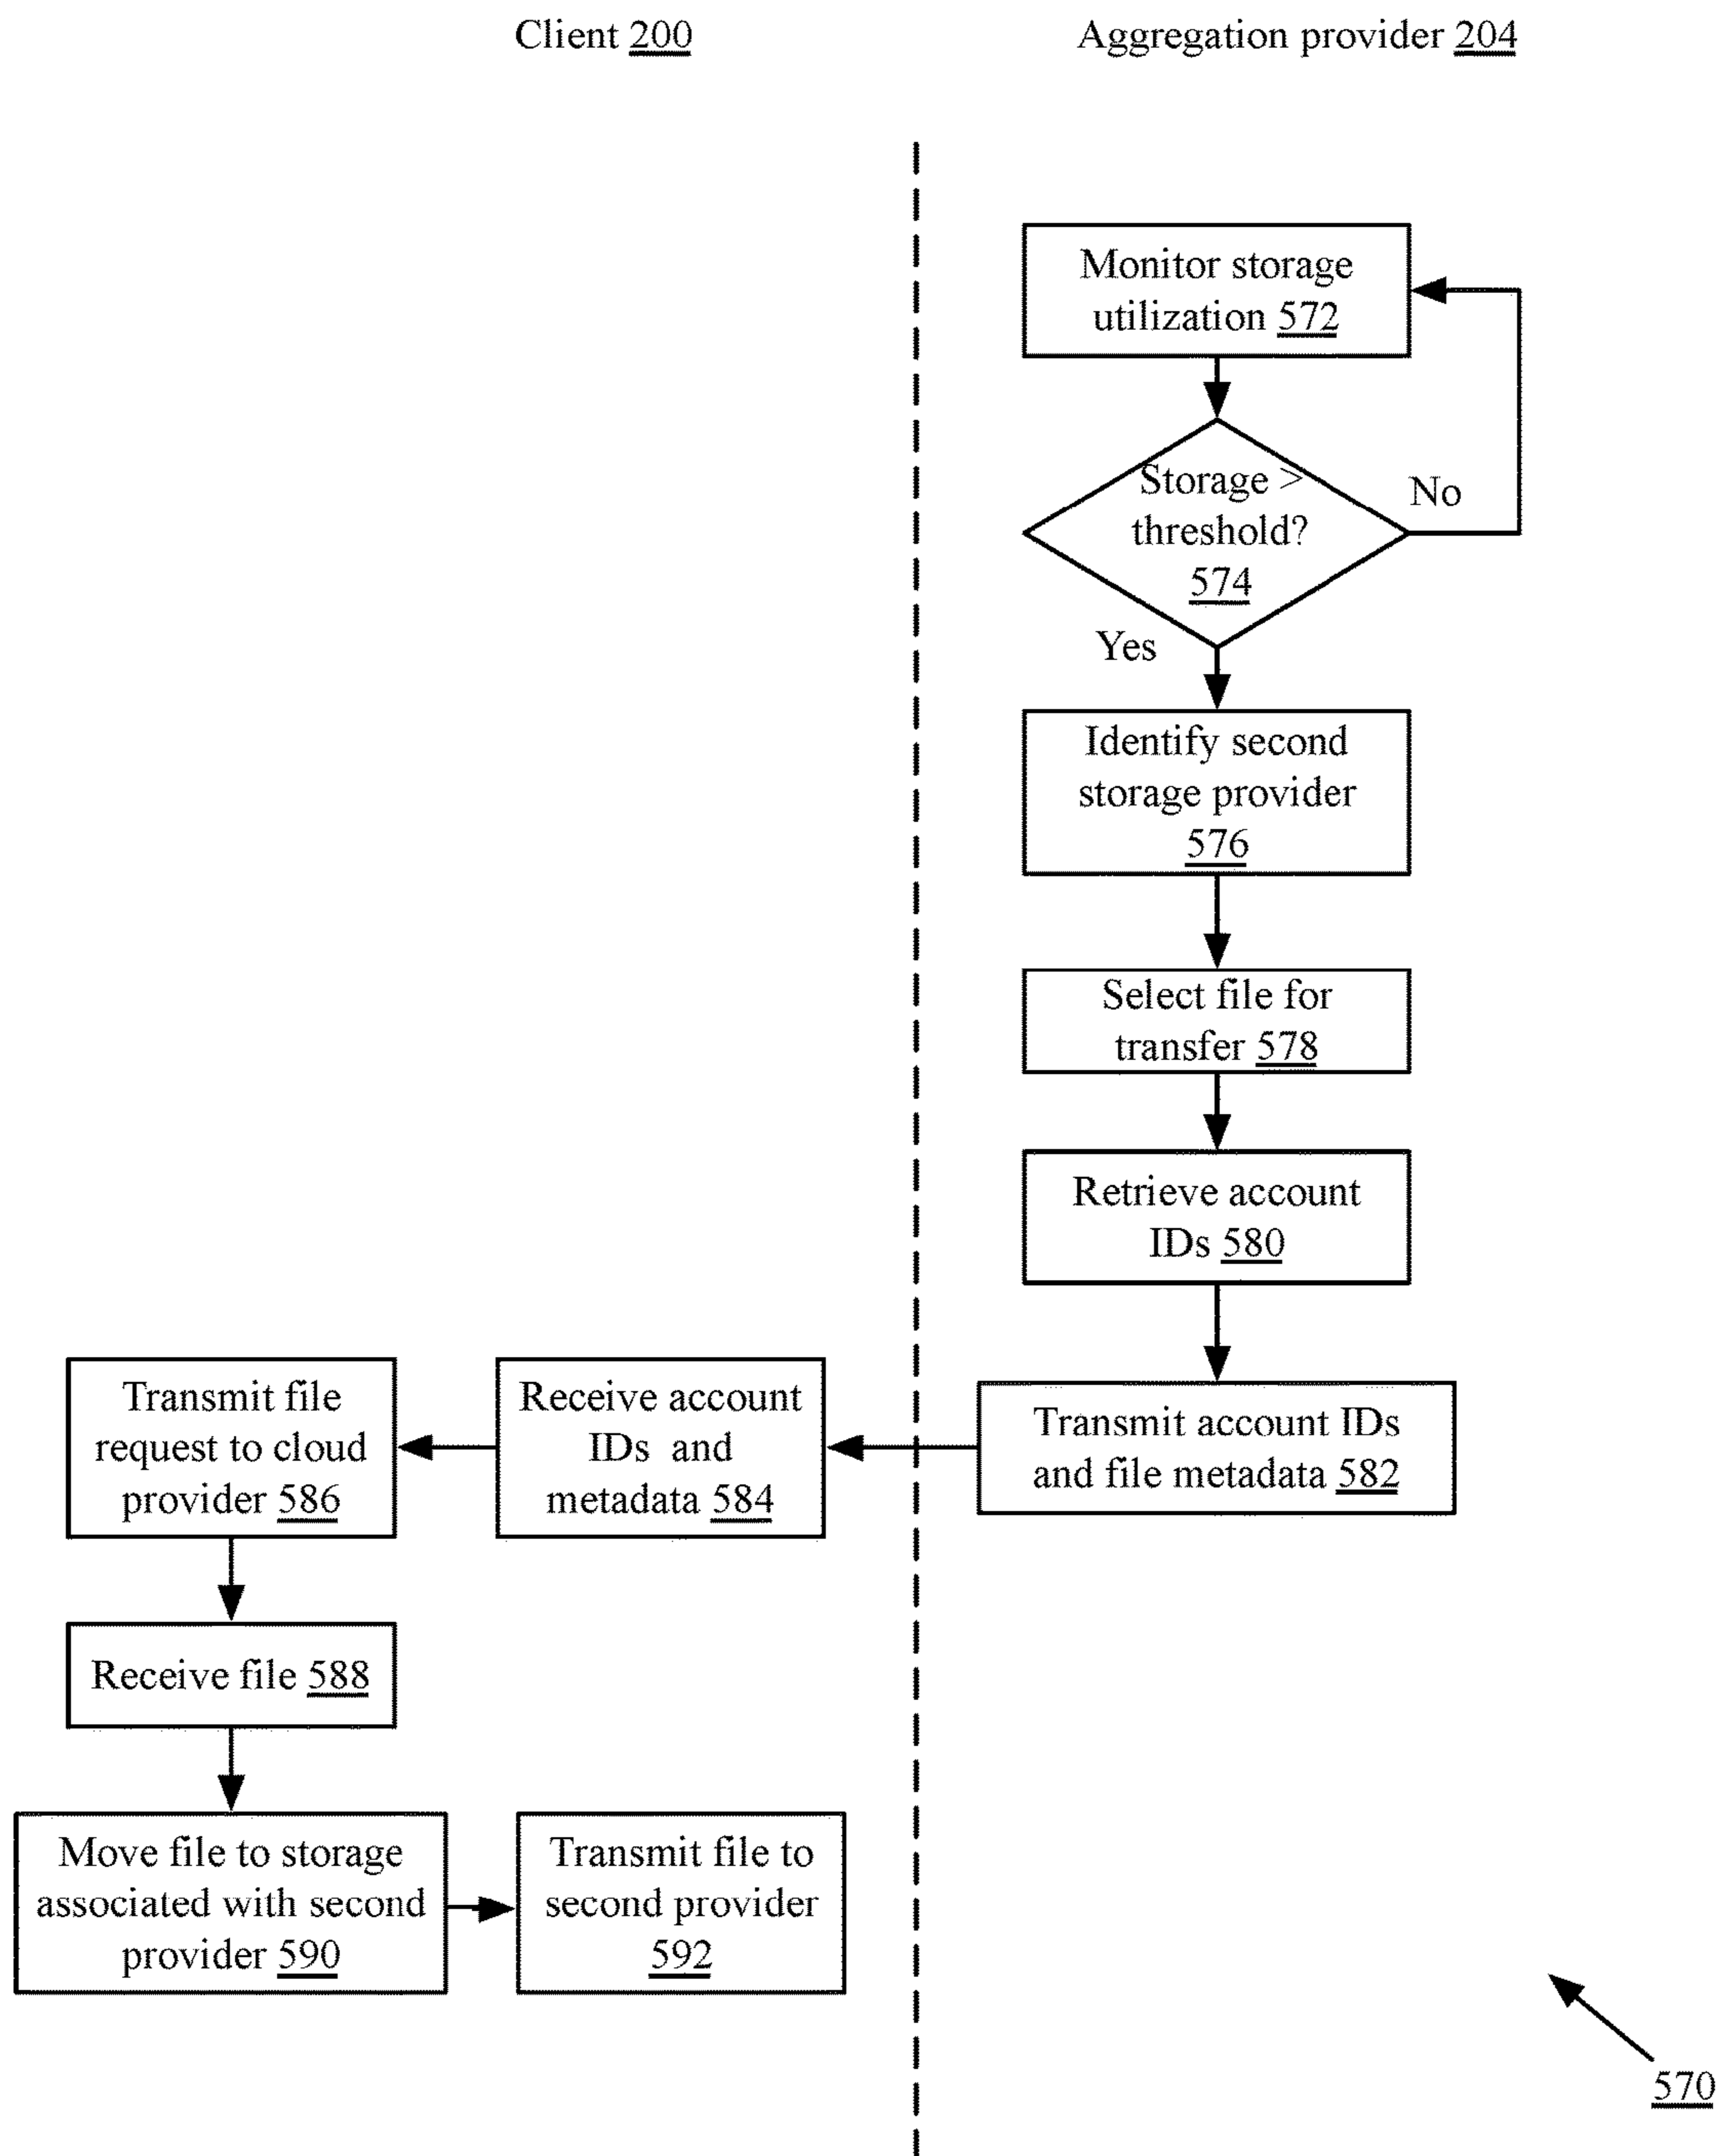 Client 200
Aggregation provider 204
Monitor storage
utilization 572
Storage >
threshold?
574
No
Yes
Identify second
storage provider
576
Select file for
transfer 578
Retrieve account
IDs 580
Transmit account IDs
and file metadata 582
Receive account
IDs and
metadata 584
Transmit file
request to cloud
provider 586
Receive file 588
Move file to storage
associated with second
provider 590
Transmit file to
second provider
592
570